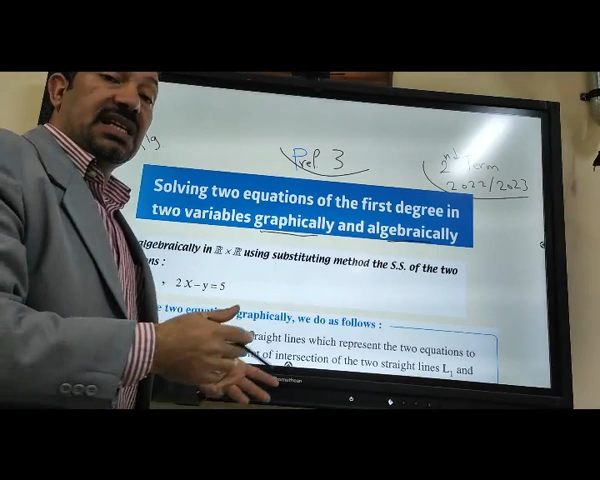 Prep. 3
2nd Term
2022/2023
Solving two equations of the first degree in
two variables graphically and algebraically
algebraically in ℝ × ℝ using substituting method the S.S. of the two
ons :
, 2 X – y = 5
two equations graphically, we do as follows :
raight lines which represent the two equations to
of intersection of the two straight lines L₁ and